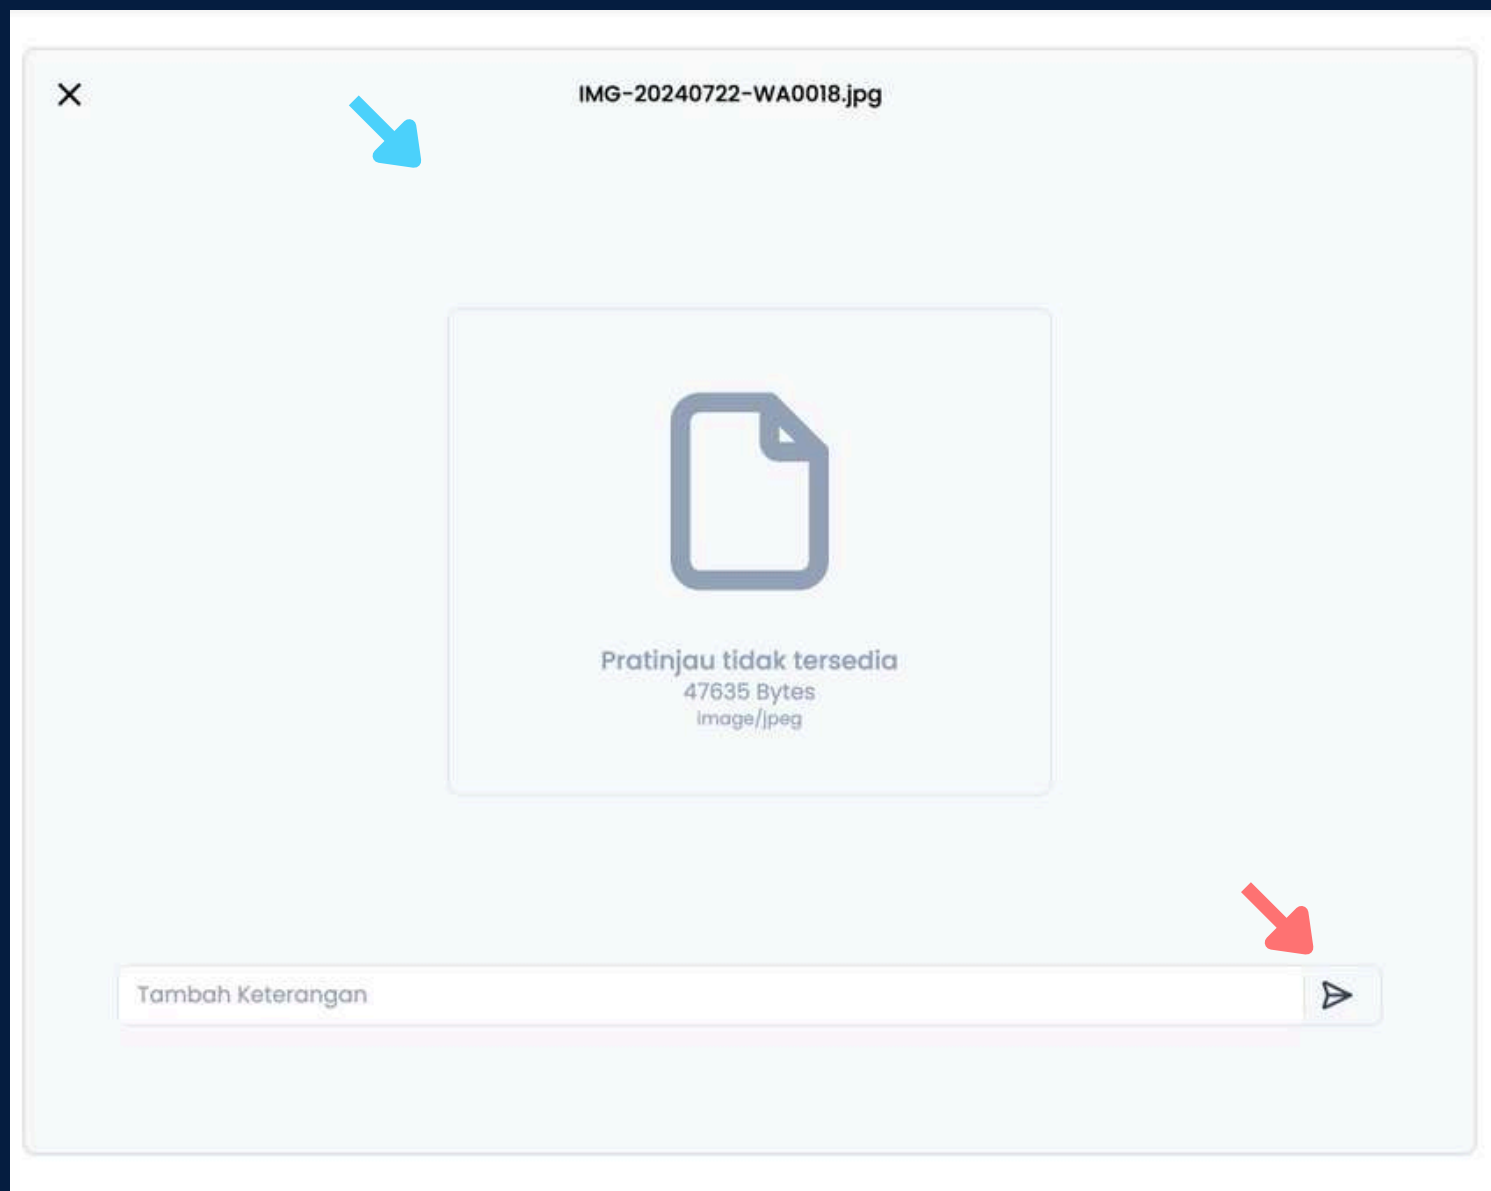 IMG-20240722-WA0018.jpg
Pratinjau tidak tersedia
47635 Bytes
image/jpeg
Tambah Keterangan